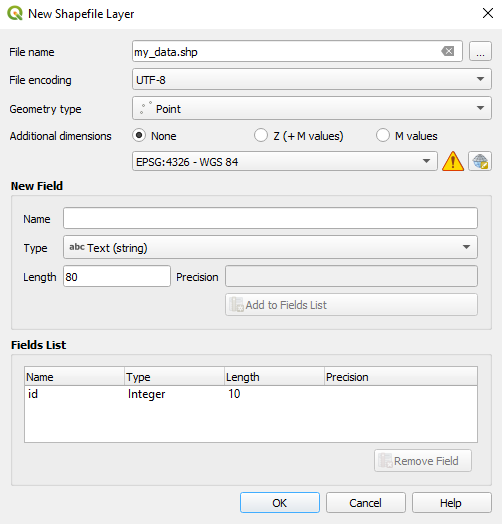 New Shapefile Layer
File name my_data.shp ...
File encoding UTF-8
Geometry type Point
Additional dimensions None Z (+M values) M values
EPSG:4326 - WGS 84
New Field
Name
Type abc Text (string)
Length 80 Precision
Add to Fields List
Fields List
Name Type Length Precision
id Integer 10
Remove Field
OK Cancel Help